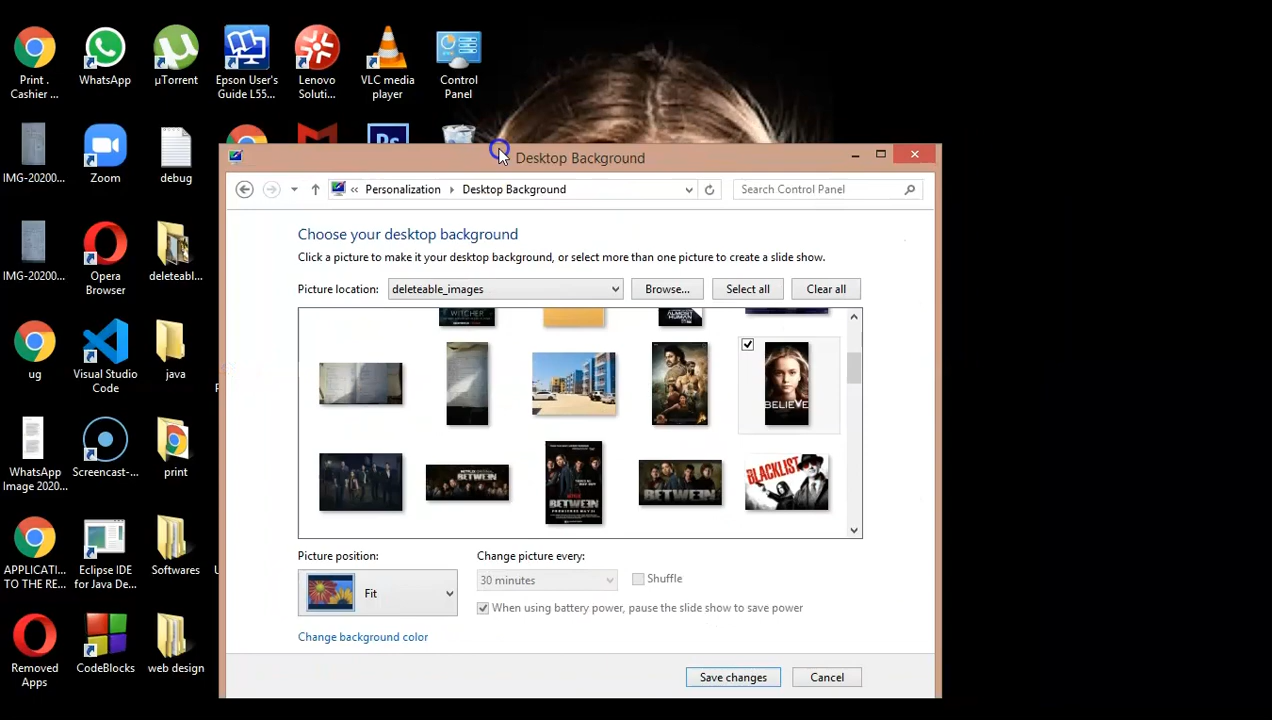 Print .
Cashier ...
WhatsApp
µTorrent
Epson User's
Guide L55...
Lenovo
Soluti...
VLC media
player
Control
Panel
Ps
IMG-20200...
Zoom
debug
Desktop Background
Personalization
Desktop Background
Search Control Panel
Choose your desktop background
Click a picture to make it your desktop background, or select more than one picture to create a slide show.
IMG-20200...
Opera
Browser
deleteabl...
Picture location:
deleteable_images
Browse...
Select all
Clear all
WITCHER
ALMOST
HUMAN
BELIEVE
ug
Visual Studio
Code
java
BETWEEN
BETWEEN
BETWEEN
BLACKLIST
WhatsApp
Image 2020...
Screencast-...
print
Picture position:
Change picture every:
Fit
30 minutes
Shuffle
When using battery power, pause the slide show to save power
APPLICATI...
TO THE RE...
Eclipse IDE
for Java De...
Softwares
Change background color
Removed
Apps
CodeBlocks
web design
Save changes
Cancel